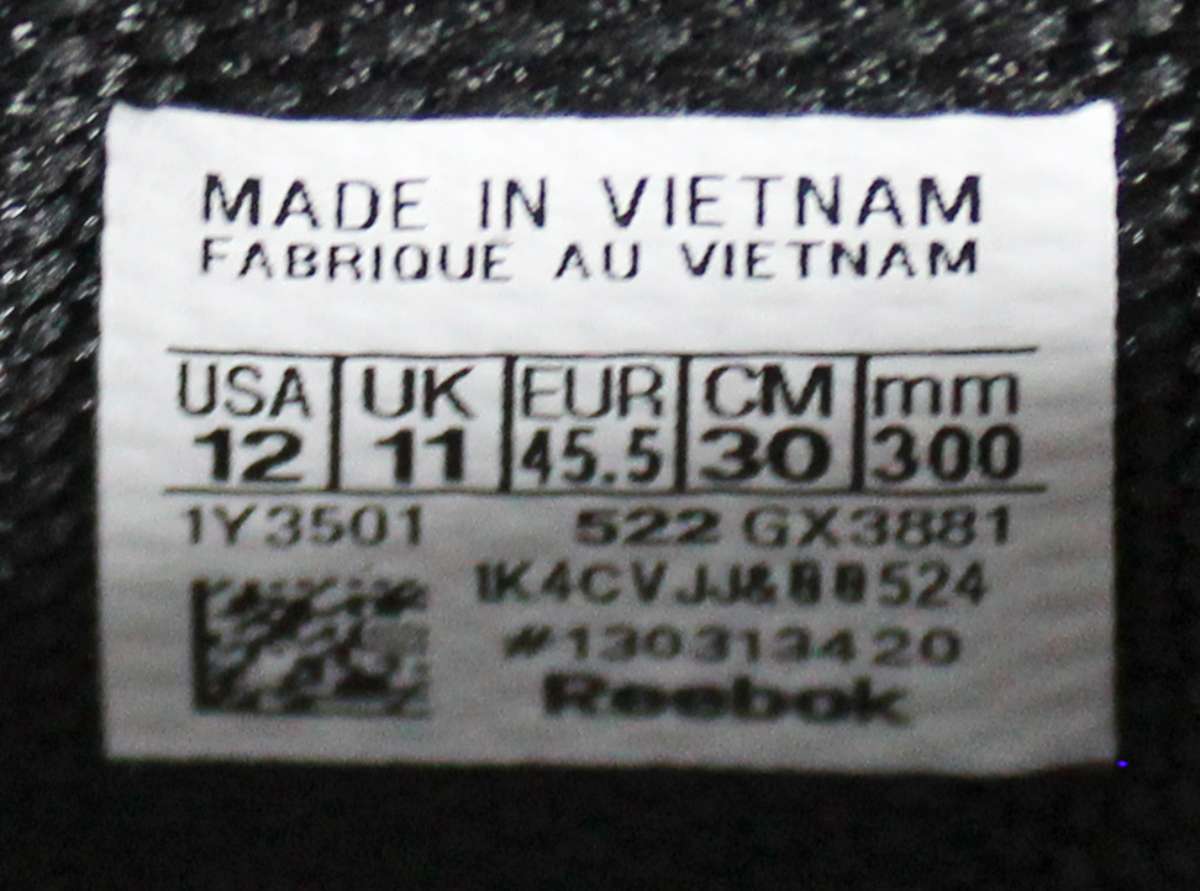 MADE IN VIETNAM
FABRIQUE AU VIETNAM
USA UK EUR CM mm
12 11 45.5 30 300
1Y3501 522 GX3881
#130313420
Reebok